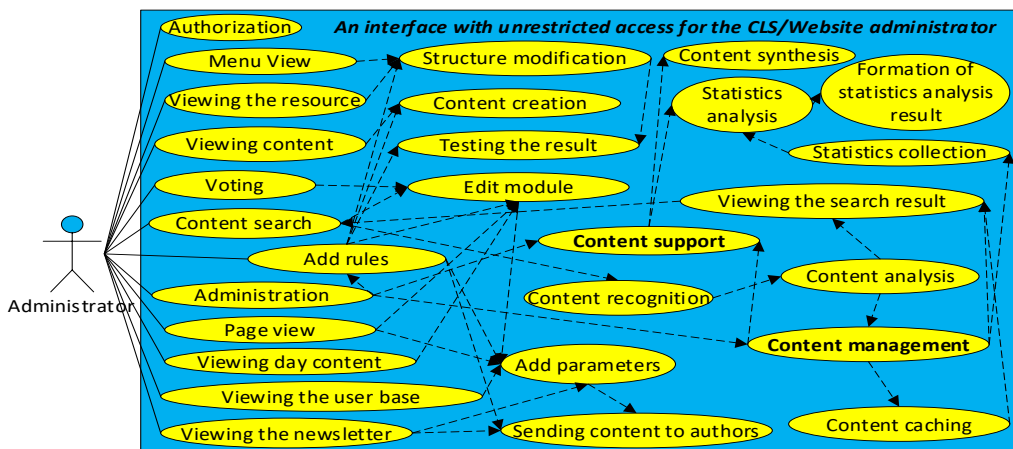 An interface with unrestricted access for the CLS/Website administrator
Authorization
Menu View
Viewing the resource
Viewing content
Voting
Content search
Add rules
Administration
Page view
Viewing day content
Viewing the user base
Viewing the newsletter
Administrator
Structure modification
Content creation
Testing the result
Edit module
Content support
Content recognition
Add parameters
Sending content to authors
Content synthesis
Statistics
analysis
Formation of
statistics analysis
result
Statistics collection
Viewing the search result
Content analysis
Content management
Content caching